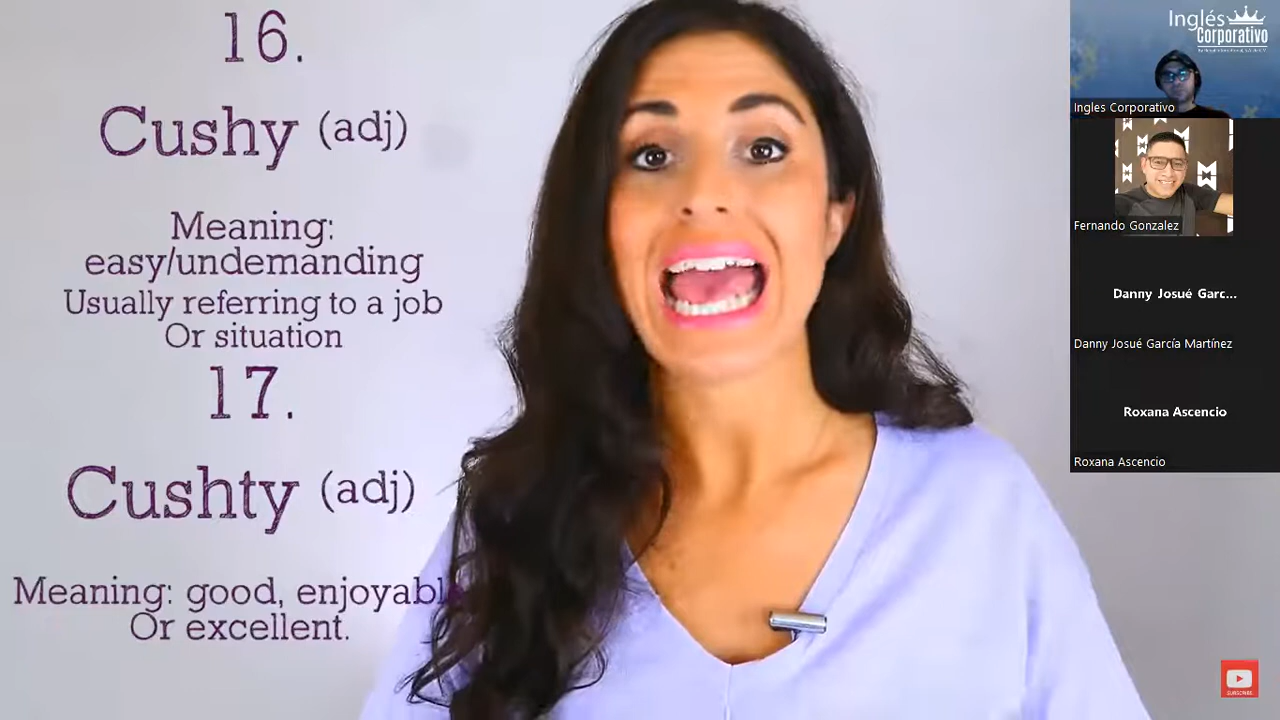 16.
Cushy (adj)
Meaning:
easy/undemanding
Usually referring to a job
Or situation
17.
Cushty (adj)
Meaning: good, enjoyabl
Or excellent.
Inglés
Corporativo
Ingles Corporativo
Fernando Gonzalez
Danny Josué Garc...
Danny Josué García Martínez
Roxana Ascencio
Roxana Ascencio
SUBSCRIBE